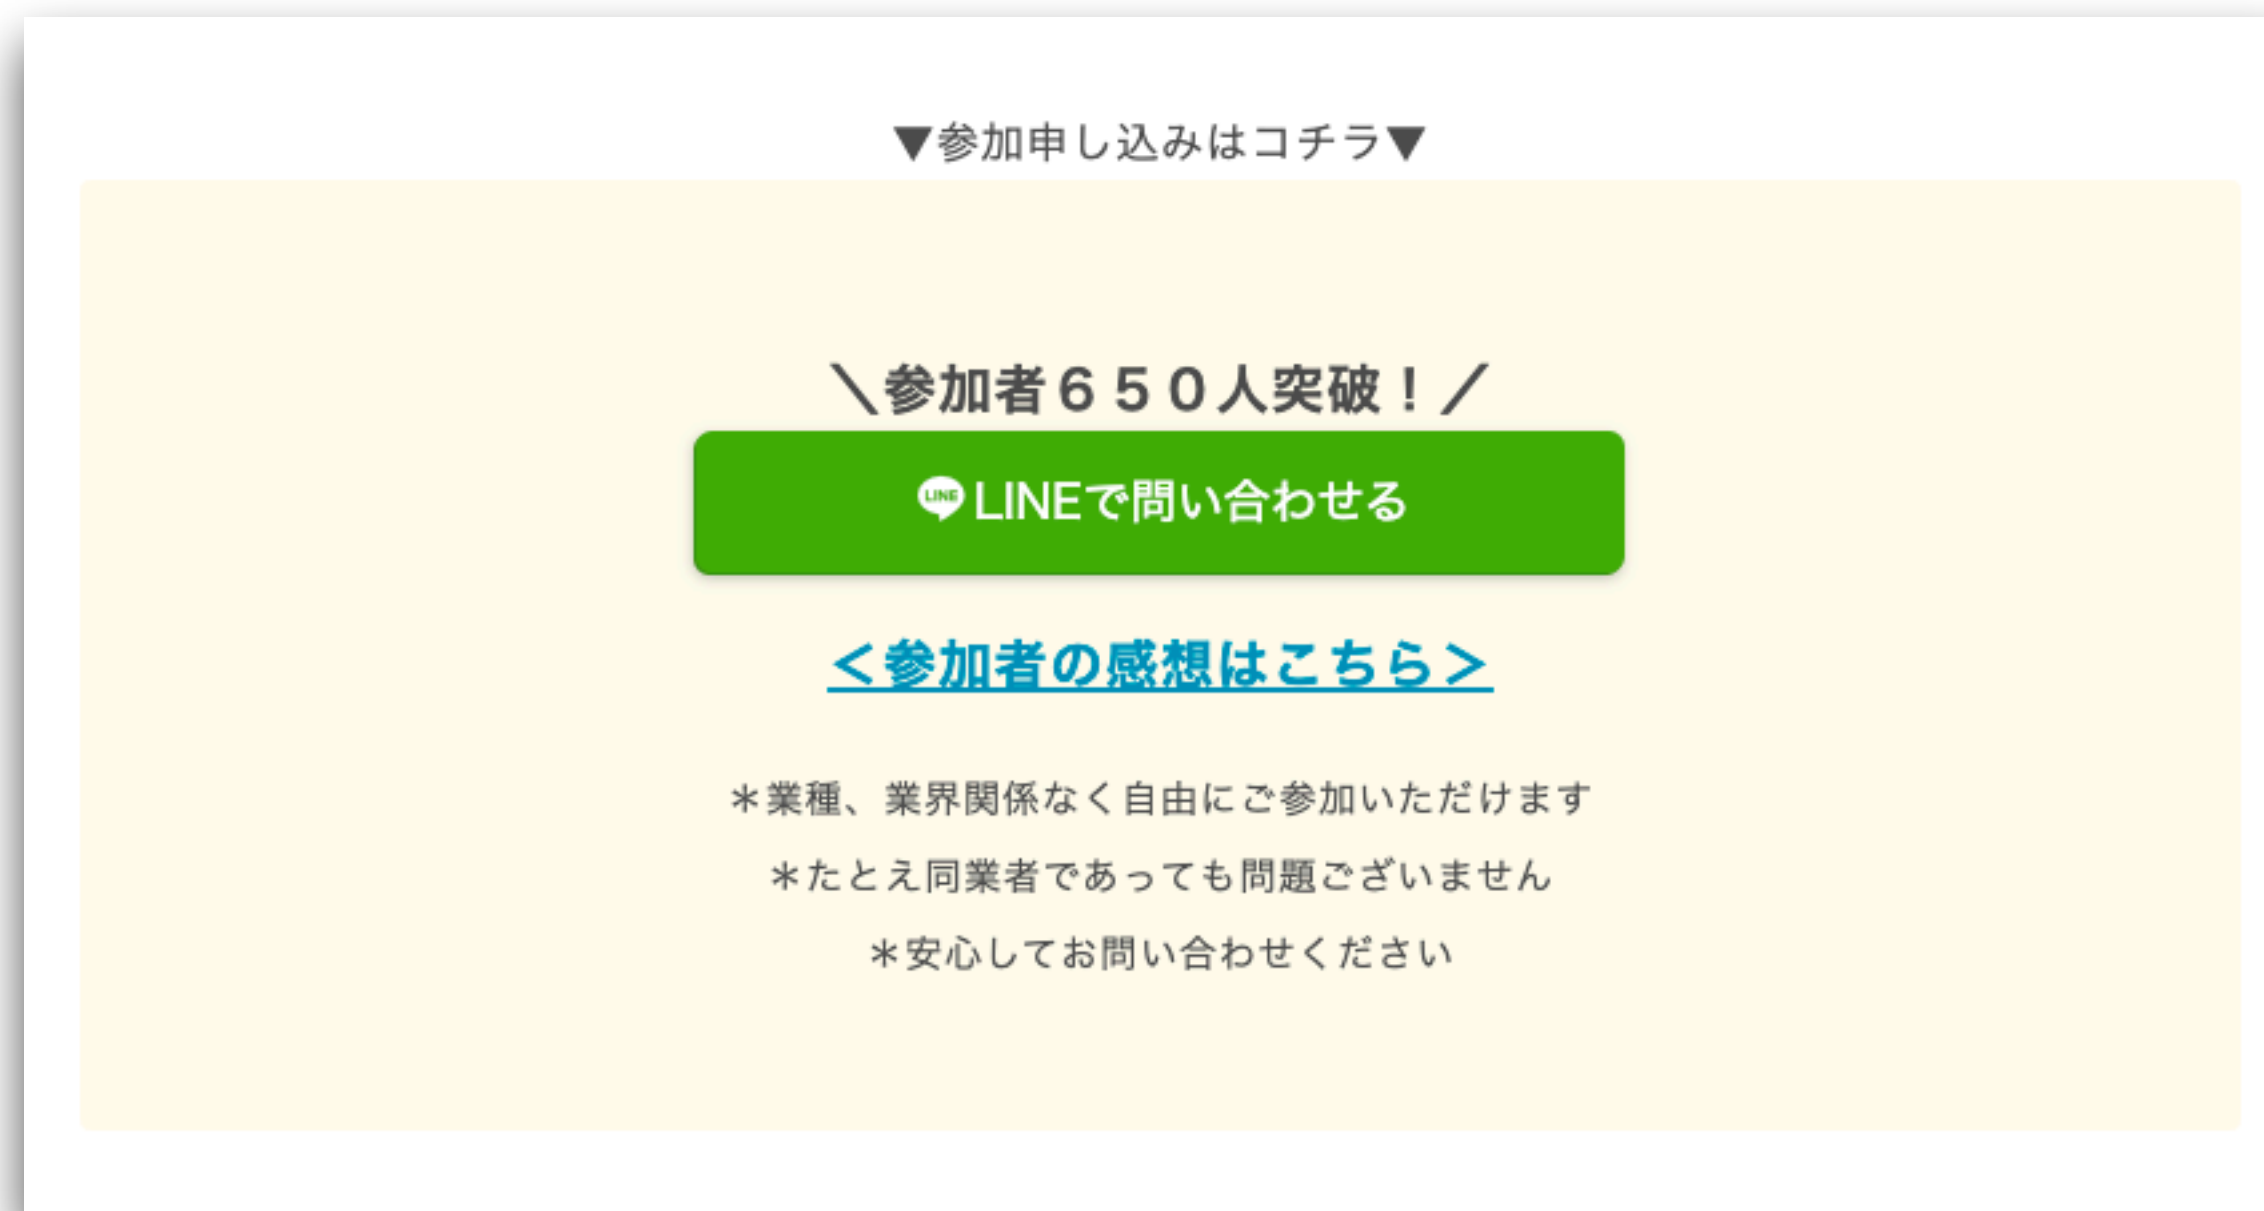 ▼参加申し込みはコチラ▼
＼参加者６５０人突破！／
LINE LINEで問い合わせる
＜参加者の感想はこちら＞
＊業種、業界関係なく自由にご参加いただけます
＊たとえ同業者であっても問題ございません
＊安心してお問い合わせください